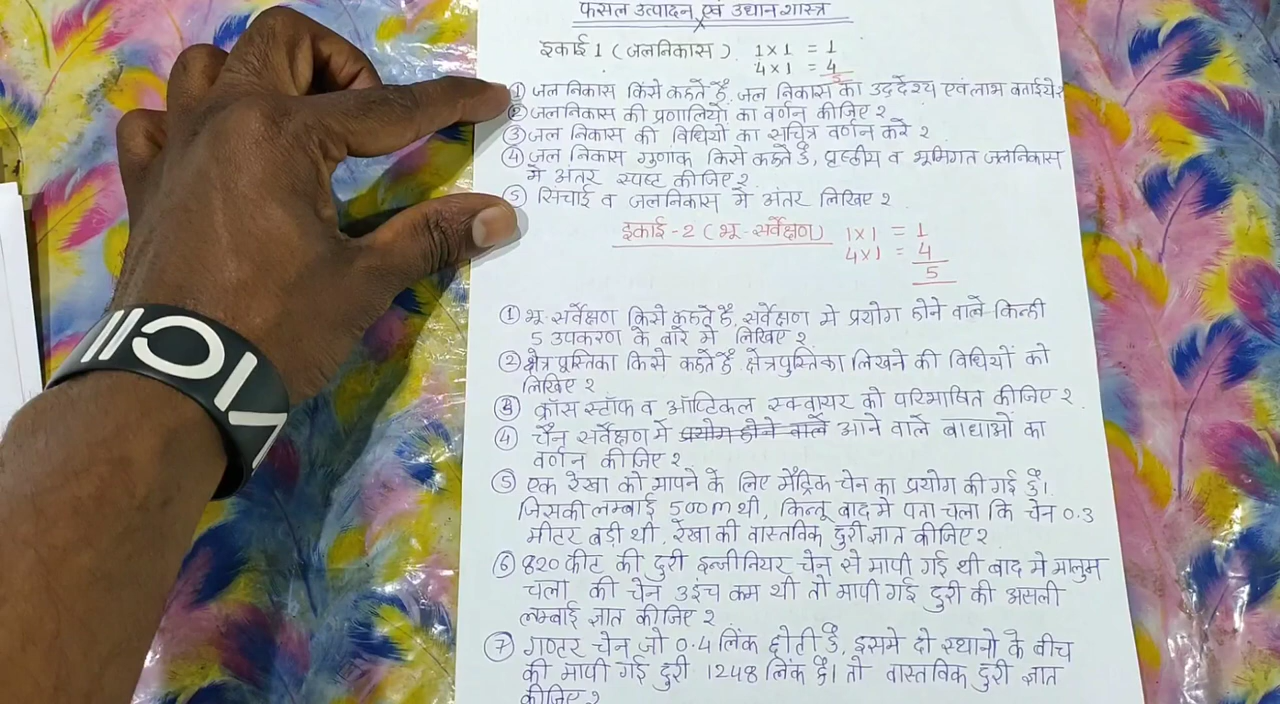 फसल उत्पादन एवं उद्यान शास्त्र
इकाई 1 (जलनिकास) 1×1 = 1
4×1 = 4
5
① जल निकास किसे कहते हैं, जल निकास का उद्देश्य एवं लाभ बताईये?
② जलनिकास की प्रणालियो का वर्णन कीजिए?
③ जल निकास की विधियों का सचित्र वर्णन करे?
④ जल निकास गुणांक किसे कहते है, पृष्ठीय व भूमिगत जलनिकास
मे अंतर स्पष्ट कीजिए?
⑤ सिंचाई व जलनिकास मे अंतर लिखिए?
इकाई-2 (भू-सर्वेक्षण) 1×1 = 1
4×1 = 4
5
① भू-सर्वेक्षण किसे कहते हैं, सर्वेक्षण मे प्रयोग होने वाले किन्ही
5 उपकरण के बारे में लिखिए?
② क्षेत्र पुस्तिका किसे कहते हैं क्षेत्रपुस्तिका लिखने की विधियों को
लिखिए?
③ क्रॉस स्टॉफ व ऑप्टिकल स्क्वायर को परिभाषित कीजिए?
④ चैन सर्वेक्षण मे प्रयोग होने वाले आने वाले बाधाओं का
वर्णन कीजिए?
⑤ एक रेखा को मापने के लिए मैट्रिक चेन का प्रयोग की गई है।
जिसकी लम्बाई 500m थी, किन्तू बाद मे पता चला कि चेन 0.3
मीटर बड़ी थी, रेखा की वास्तविक दुरी ज्ञात कीजिए?
⑥ 820 फीट की दुरी इन्जीनियर चेन से मापी गई थी बाद मे मालुम
चला की चेन 3इंच कम थी तो मापी गई दुरी की असली
लम्बाई ज्ञात कीजिए?
⑦ गण्टर चेन जो 0.4 लिंक छोटी है, इसमे दो स्थानो के बीच
की मापी गई दुरी 1248 लिंक है। तो वास्तविक दुरी ज्ञात
कीजिए?